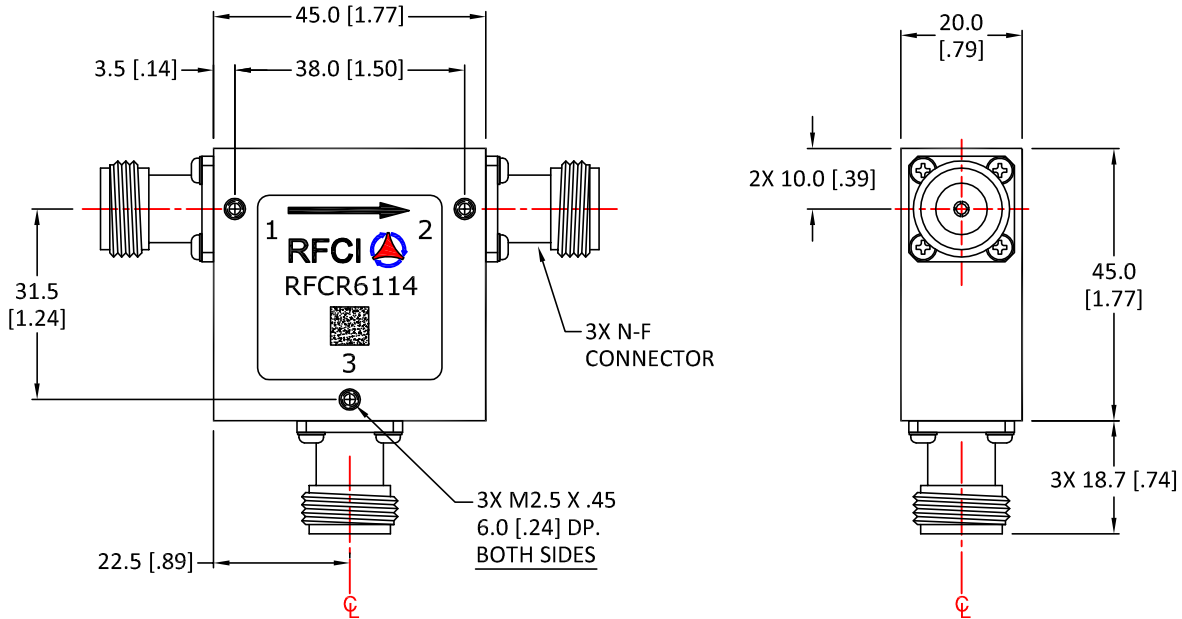 45.0 [1.77]
3.5 [.14]
38.0 [1.50]
1
2
RFCI
RFCR6114
3
31.5
[1.24]
3X N-F
CONNECTOR
3X M2.5 X .45
6.0 [.24] DP.
BOTH SIDES
22.5 [.89]
℄
20.0
[.79]
2X 10.0 [.39]
45.0
[1.77]
3X 18.7 [.74]
℄